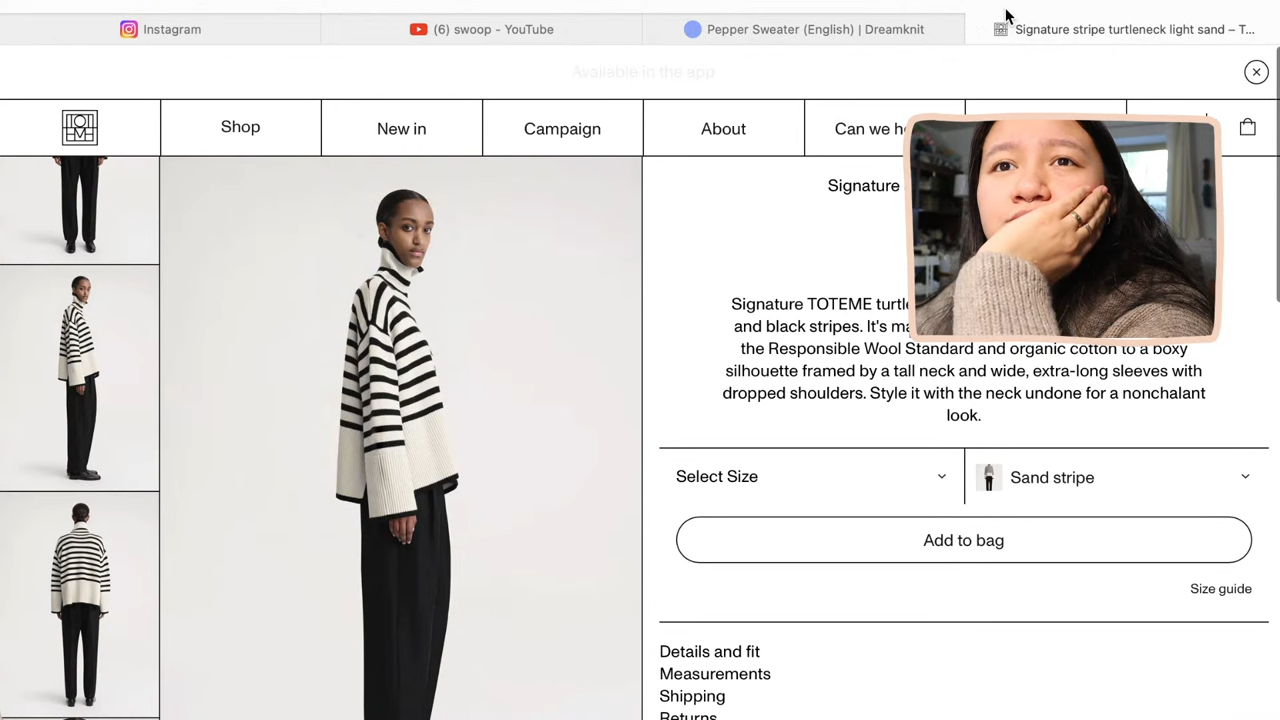 Instagram
(6) swoop - YouTube
Pepper Sweater (English) | Dreamknit
Signature stripe turtleneck light sand – T...
Available in the app
TOTEME
Shop
New in
Campaign
About
Can we he
Signature
Signature TOTEME turtle
and black stripes. It's ma
the Responsible Wool Standard and organic cotton to a boxy
silhouette framed by a tall neck and wide, extra-long sleeves with
dropped shoulders. Style it with the neck undone for a nonchalant
look.
Select Size
Sand stripe
Add to bag
Size guide
Details and fit
Measurements
Shipping
Returns